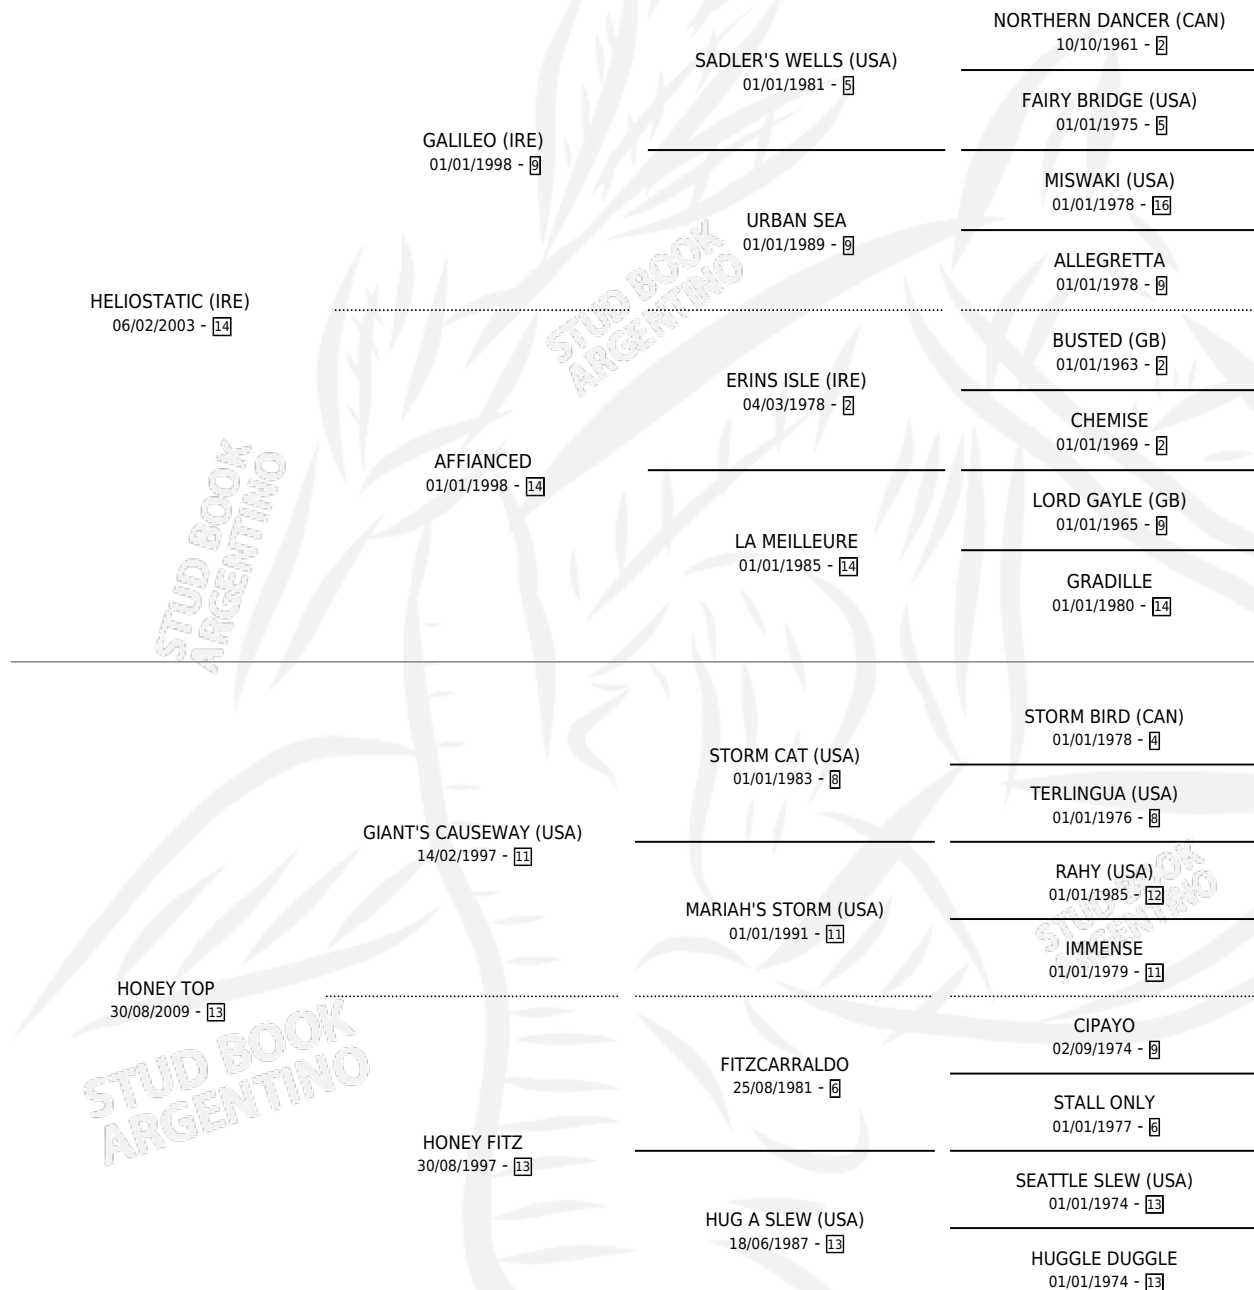 NORTHERN DANCER (CAN)
10/10/1961 - 2
SADLER'S WELLS (USA)
01/01/1981 - 5
FAIRY BRIDGE (USA)
01/01/1975 - 5
GALILEO (IRE)
01/01/1998 - 9
MISWAKI (USA)
01/01/1978 - 16
URBAN SEA
01/01/1989 - 9
ALLEGRETTA
01/01/1978 - 9
HELIOSTATIC (IRE)
06/02/2003 - 14
BUSTED (GB)
01/01/1963 - 2
ERINS ISLE (IRE)
04/03/1978 - 2
CHEMISE
01/01/1969 - 2
AFFIANCED
01/01/1998 - 14
LORD GAYLE (GB)
01/01/1965 - 9
LA MEILLEURE
01/01/1985 - 14
GRADILLE
01/01/1980 - 14
STORM BIRD (CAN)
01/01/1978 - 4
STORM CAT (USA)
01/01/1983 - 8
TERLINGUA (USA)
01/01/1976 - 8
GIANT'S CAUSEWAY (USA)
14/02/1997 - 11
RAHY (USA)
01/01/1985 - 12
MARIAH'S STORM (USA)
01/01/1991 - 11
IMMENSE
01/01/1979 - 11
HONEY TOP
30/08/2009 - 13
CIPAYO
02/09/1974 - 9
FITZCARRALDO
25/08/1981 - 6
STALL ONLY
01/01/1977 - 6
HONEY FITZ
30/08/1997 - 13
SEATTLE SLEW (USA)
01/01/1974 - 13
HUG A SLEW (USA)
18/06/1987 - 13
HUGGLE DUGGLE
01/01/1974 - 13
STUD BOOK
ARGENTINO
STUD BOOK
ARGENTINO
STUD BOOK
ARGENTINO
STUD BOOK
ARGENTINO